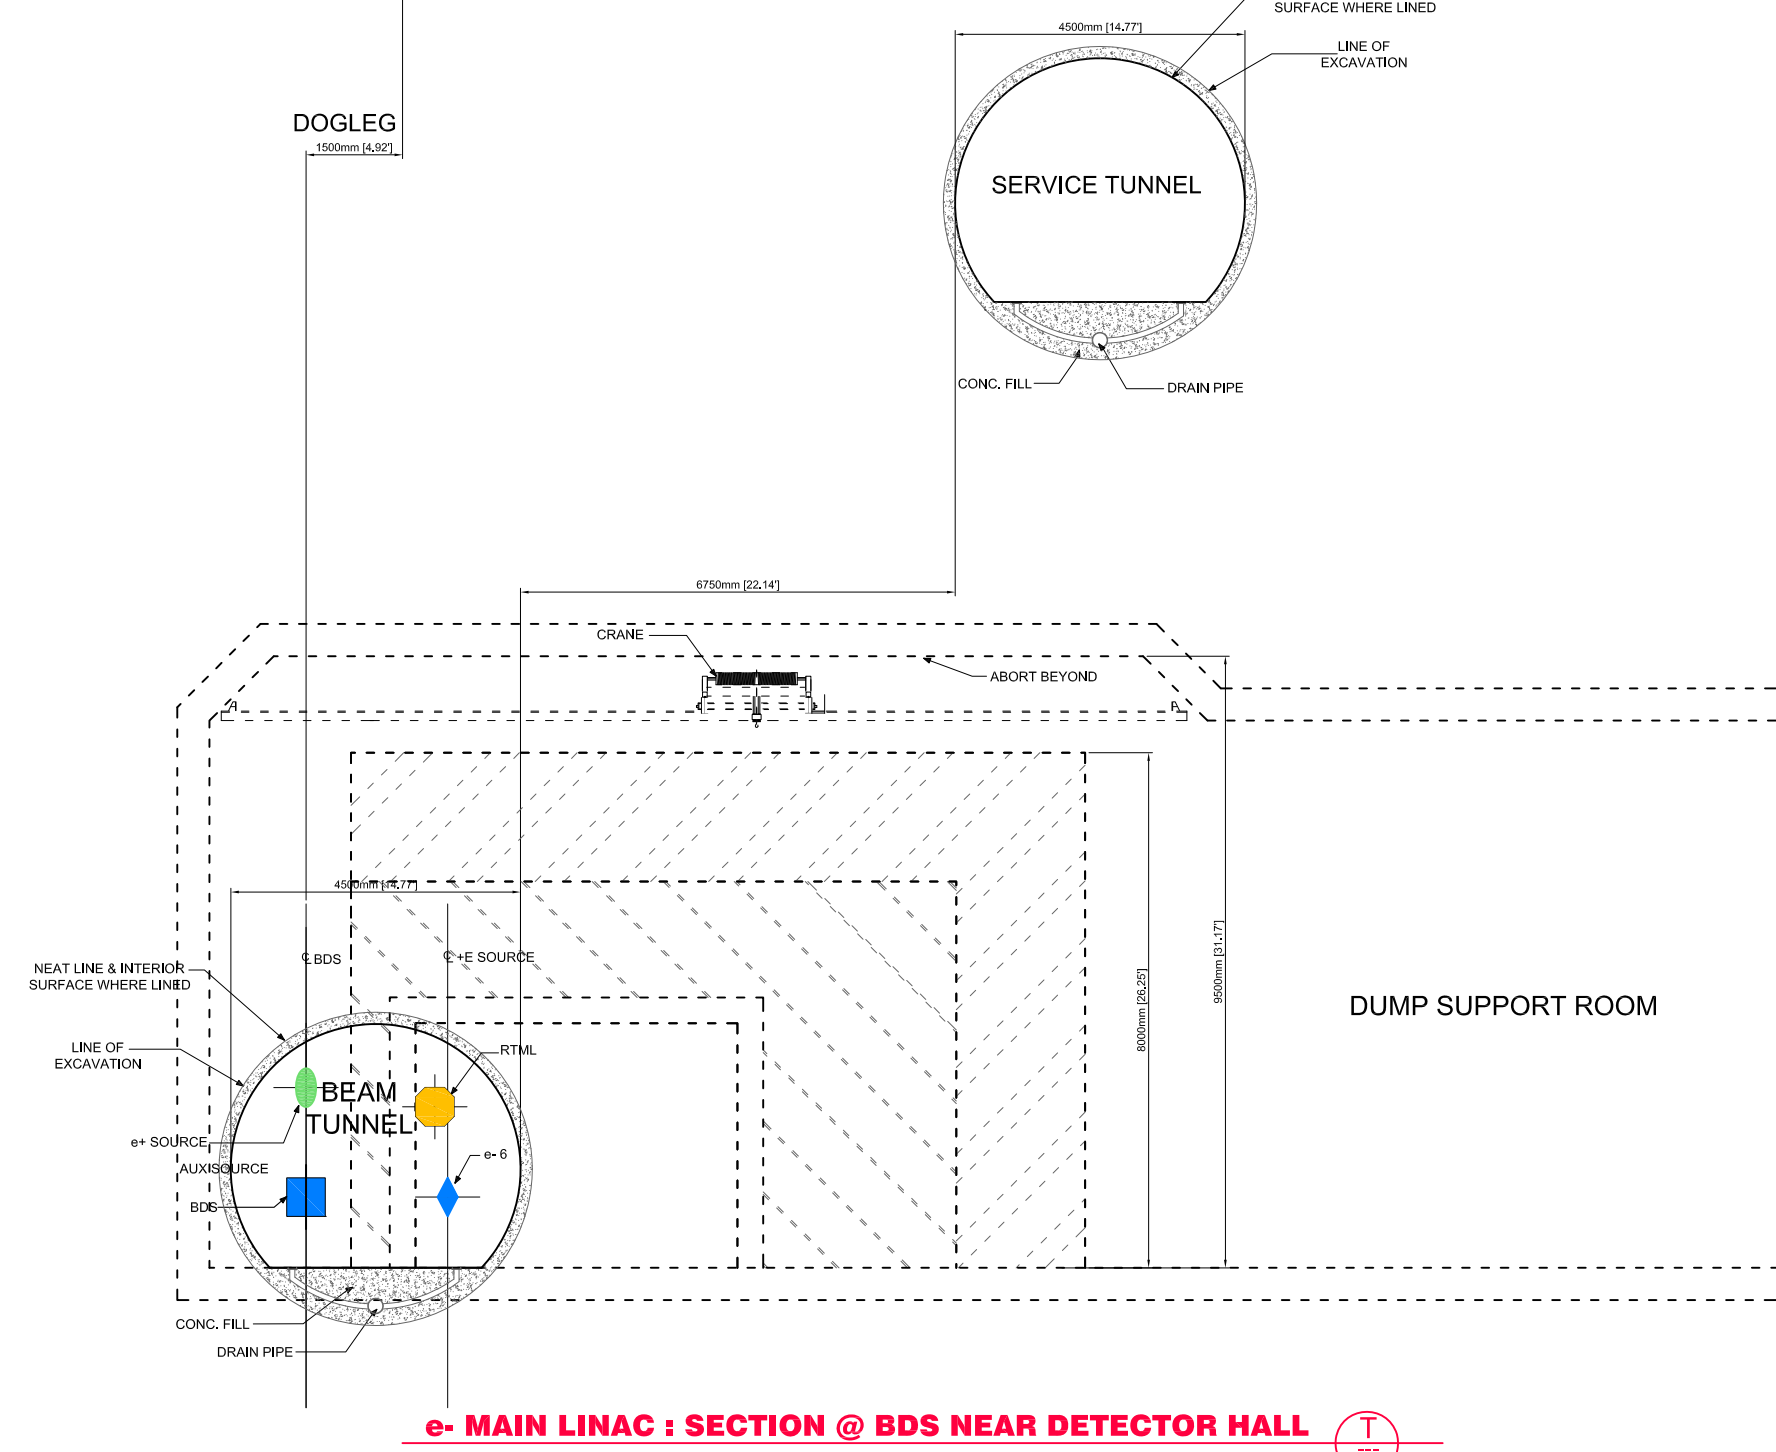 SURFACE WHERE LINED
4500mm [14.77']
LINE OF
EXCAVATION
DOGLEG
1500mm [4.92']
SERVICE TUNNEL
CONC. FILL
DRAIN PIPE
6750mm [22.14']
CRANE
ABORT BEYOND
4500mm [14.77']
℄ BDS
℄ +E SOURCE
NEAT LINE & INTERIOR
SURFACE WHERE LINED
8000mm [26.25']
9500mm [31.17']
DUMP SUPPORT ROOM
LINE OF
EXCAVATION
RTML
BEAM
TUNNEL
e+ SOURCE
AUXISOURCE
e- 6
BDS
CONC. FILL
DRAIN PIPE
e- MAIN LINAC : SECTION @ BDS NEAR DETECTOR HALL
T